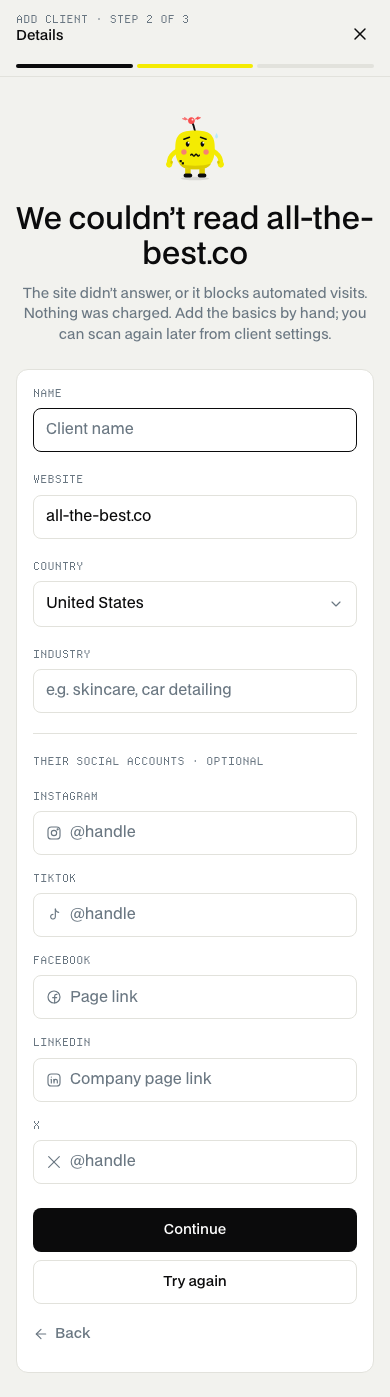 ADD CLIENT · STEP 2 OF 3
Details
We couldn’t read all-the-
best.co
The site didn’t answer, or it blocks automated visits.
Nothing was charged. Add the basics by hand; you
can scan again later from client settings.
NAME
Client name
WEBSITE
all-the-best.co
COUNTRY
United States
INDUSTRY
e.g. skincare, car detailing
THEIR SOCIAL ACCOUNTS · OPTIONAL
INSTAGRAM
@handle
TIKTOK
@handle
FACEBOOK
Page link
LINKEDIN
Company page link
X
@handle
Continue
Try again
Back